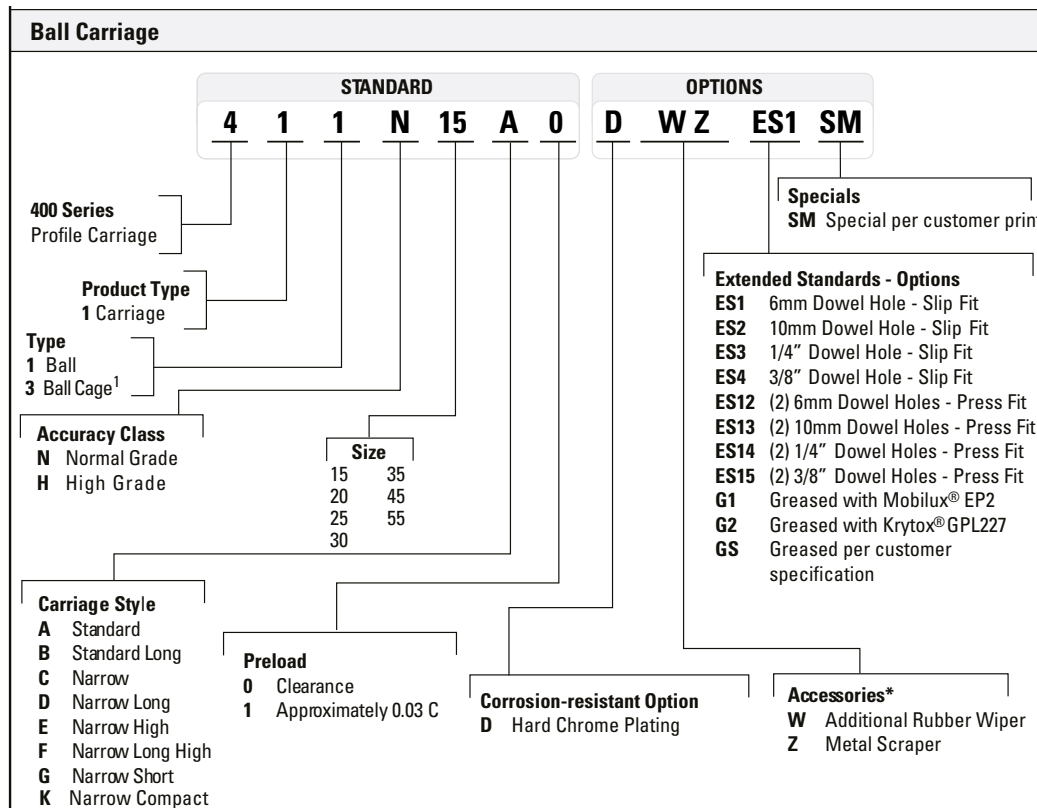 Ball Carriage
STANDARD
OPTIONS
4 1 1 N 15 A 0 D W Z ES1 SM
400 Series
Profile Carriage
Product Type
1 Carriage
Type
1 Ball
3 Ball Cage1
Accuracy Class
N Normal Grade
H High Grade
Size
15 35
20 45
25 55
30
Specials
SM Special per customer print
Extended Standards - Options
ES1 6mm Dowel Hole - Slip Fit
ES2 10mm Dowel Hole - Slip Fit
ES3 1/4″ Dowel Hole - Slip Fit
ES4 3/8″ Dowel Hole - Slip Fit
ES12 (2) 6mm Dowel Holes - Press Fit
ES13 (2) 10mm Dowel Holes - Press Fit
ES14 (2) 1/4″ Dowel Holes - Press Fit
ES15 (2) 3/8″ Dowel Holes - Press Fit
G1 Greased with Mobilux® EP2
G2 Greased with Krytox® GPL227
GS Greased per customer
specification
Carriage Style
A Standard
B Standard Long
C Narrow
D Narrow Long
E Narrow High
F Narrow Long High
G Narrow Short
K Narrow Compact
Preload
0 Clearance
1 Approximately 0.03 C
Corrosion-resistant Option
D Hard Chrome Plating
Accessories*
W Additional Rubber Wiper
Z Metal Scraper